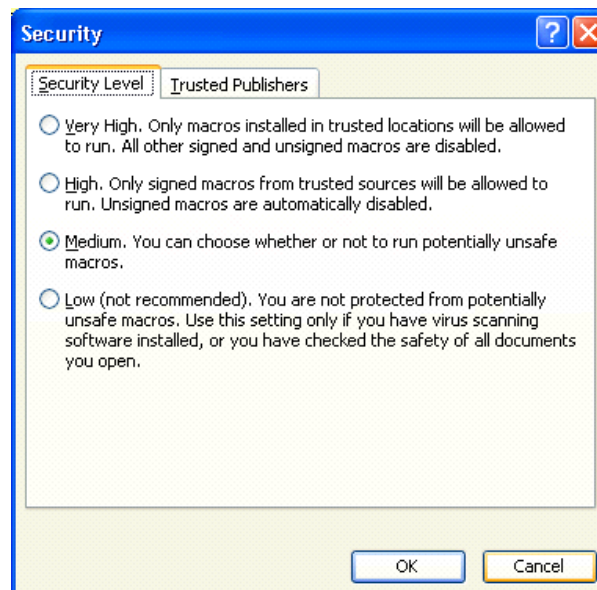 Security
Security Level
Trusted Publishers
Very High. Only macros installed in trusted locations will be allowed
to run. All other signed and unsigned macros are disabled.
High. Only signed macros from trusted sources will be allowed to
run. Unsigned macros are automatically disabled.
Medium. You can choose whether or not to run potentially unsafe
macros.
Low (not recommended). You are not protected from potentially
unsafe macros. Use this setting only if you have virus scanning
software installed, or you have checked the safety of all documents
you open.
OK
Cancel